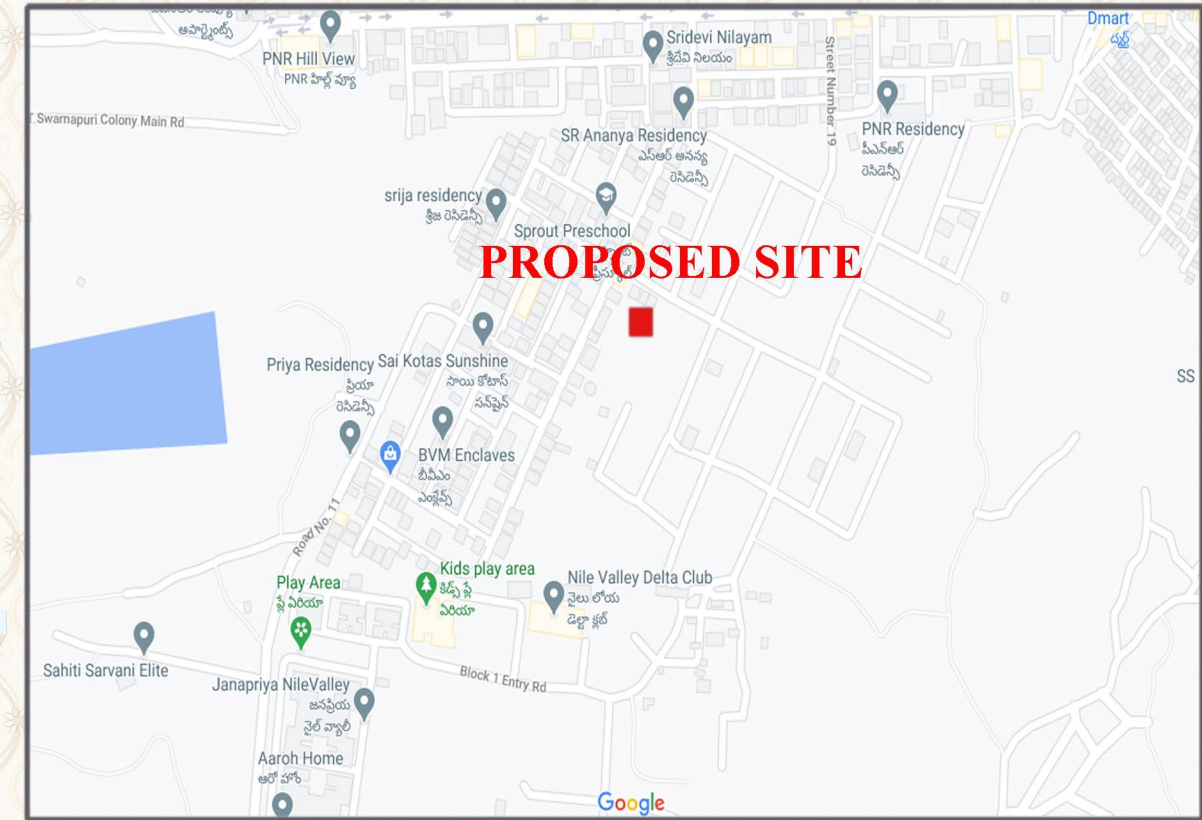 అపార్ట్మెంట్స్
Dmart
PNR Hill View
PNR హిల్ వ్యూ
Sridevi Nilayam
శ్రీదేవి నిలయం
Street Number 19
T Swarnapuri Colony Main Rd
SR Ananya Residency
ఎస్ఆర్ అనన్య
రెసిడెన్సీ
PNR Residency
పీఎన్ఆర్
రెసిడెన్సీ
srija residency
శ్రీజ రెసిడెన్సీ
Sprout Preschool
PROPOSED SITE
Priya Residency
ప్రియా
రెసిడెన్సీ
Sai Kotas Sunshine
సాయి కోటాస్
సన్‌షైన్
SS
BVM Enclaves
బీవీఎం
ఎంక్లేవ్స్
Road No. 11
Play Area
ప్లే ఏరియా
Kids play area
కిడ్స్ ప్లే
ఏరియా
Nile Valley Delta Club
నైలు లోయ
డెల్టా క్లబ్
Sahiti Sarvani Elite
Block 1 Entry Rd
Janapriya NileValley
జనప్రియ
నైల్ వ్యాలీ
Aaroh Home
ఆరో హోం
Google